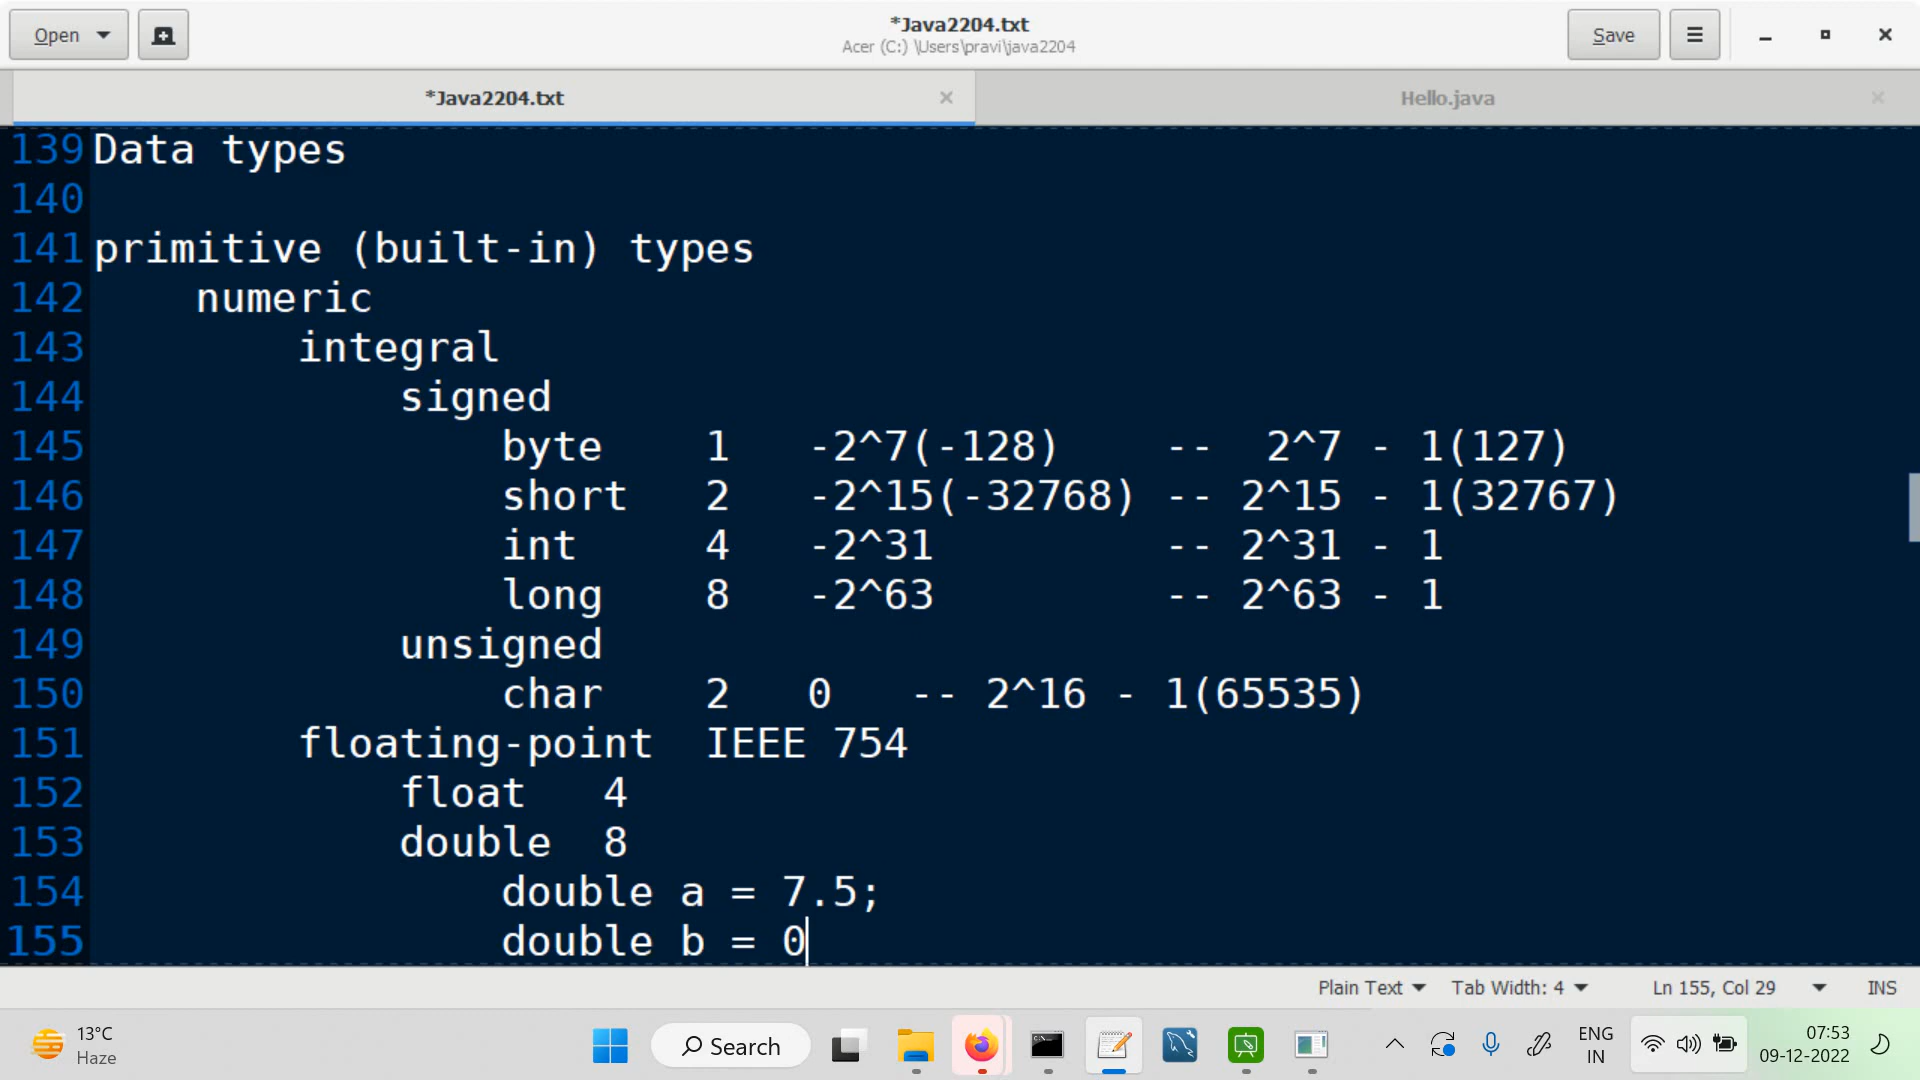 Open
*Java2204.txt
Acer (C:) \Users\pravi\java2204
Save
*Java2204.txt
Hello.java
139 Data types
140
141 primitive (built-in) types
142 numeric
143 integral
144 signed
145 byte 1 -2^7(-128) -- 2^7 - 1(127)
146 short 2 -2^15(-32768) -- 2^15 - 1(32767)
147 int 4 -2^31 -- 2^31 - 1
148 long 8 -2^63 -- 2^63 - 1
149 unsigned
150 char 2 0 -- 2^16 - 1(65535)
151 floating-point IEEE 754
152 float 4
153 double 8
154 double a = 7.5;
155 double b = 0
Plain Text Tab Width: 4 Ln 155, Col 29 INS
13°C
Haze
Search
ENG
IN
07:53
09-12-2022